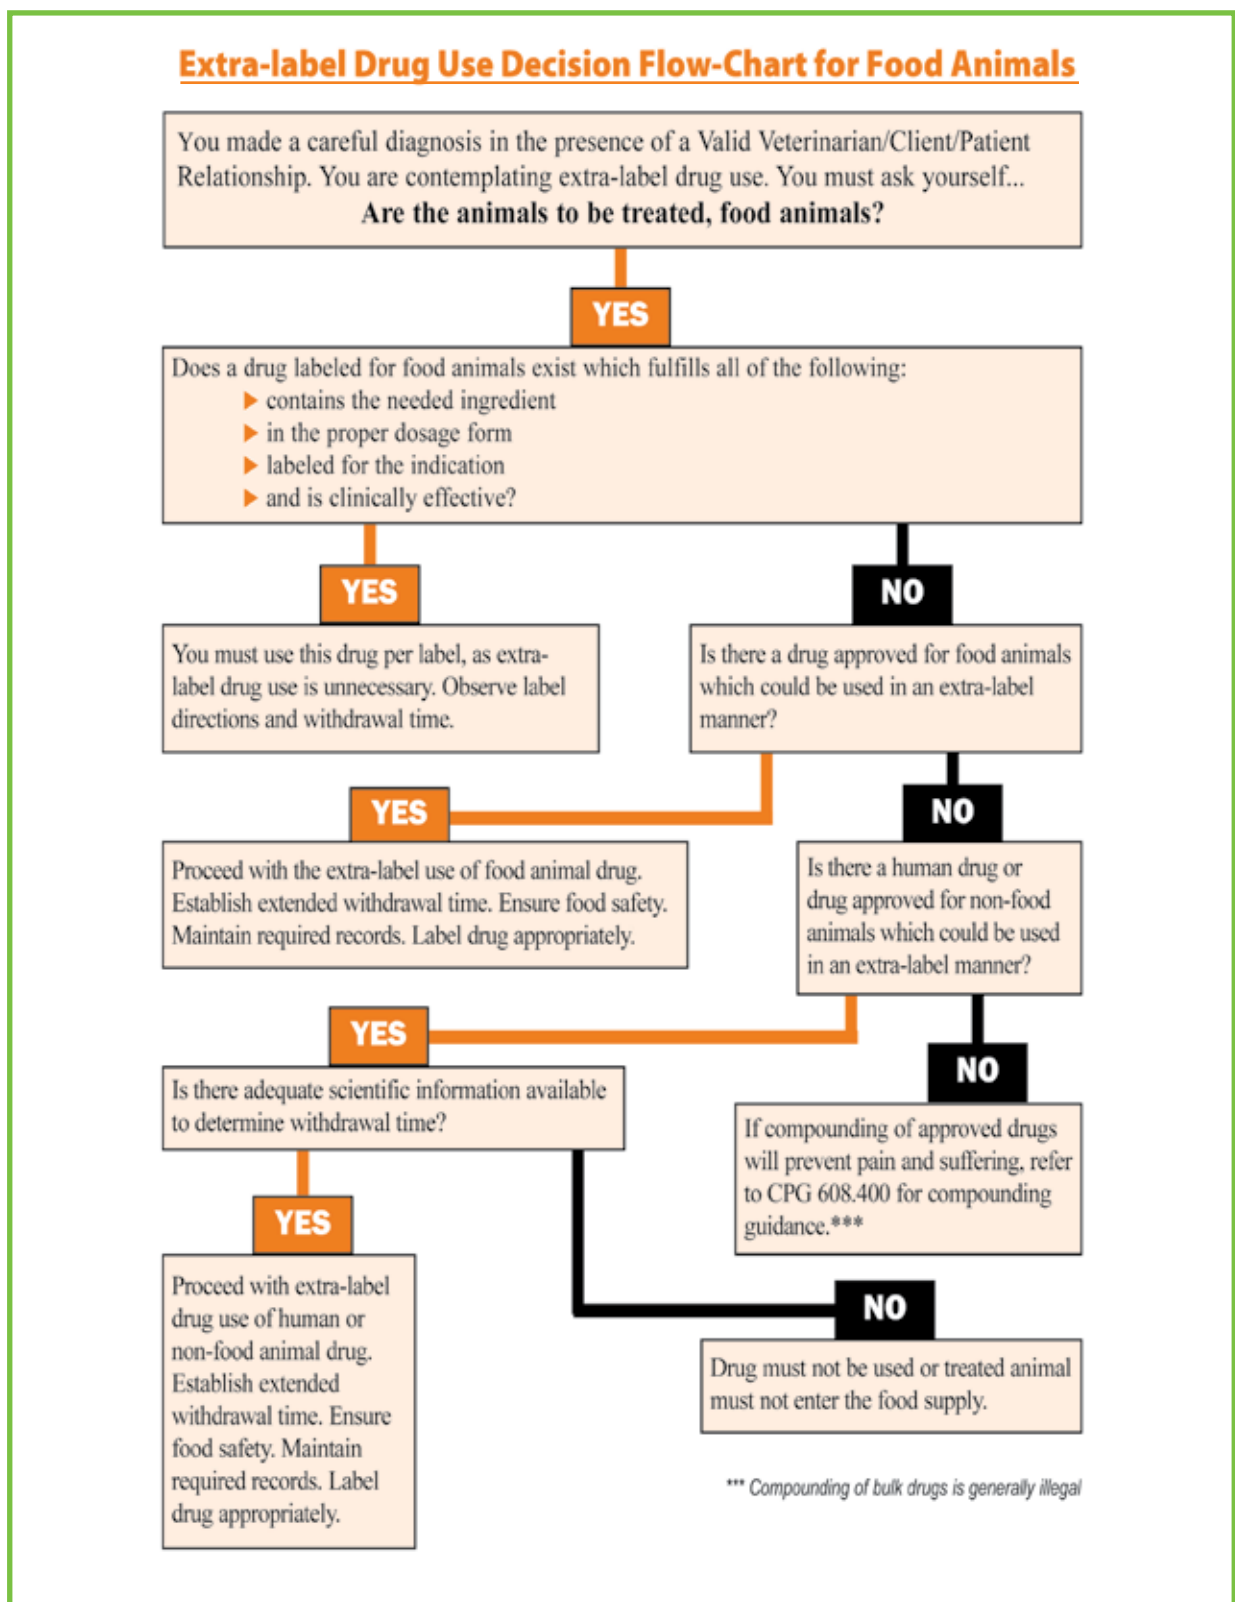 Extra-label Drug Use Decision Flow-Chart for Food Animals
You made a careful diagnosis in the presence of a Valid Veterinarian/Client/Patient
Relationship. You are contemplating extra-label drug use. You must ask yourself...
Are the animals to be treated, food animals?
YES
Does a drug labeled for food animals exist which fulfills all of the following:
▶ contains the needed ingredient
▶ in the proper dosage form
▶ labeled for the indication
▶ and is clinically effective?
YES
You must use this drug per label, as extra-
label drug use is unnecessary. Observe label
directions and withdrawal time.
NO
Is there a drug approved for food animals
which could be used in an extra-label
manner?
YES
Proceed with the extra-label use of food animal drug.
Establish extended withdrawal time. Ensure food safety.
Maintain required records. Label drug appropriately.
NO
Is there a human drug or
drug approved for non-food
animals which could be used
in an extra-label manner?
YES
Is there adequate scientific information available
to determine withdrawal time?
NO
If compounding of approved drugs
will prevent pain and suffering, refer
to CPG 608.400 for compounding
guidance.***
YES
Proceed with extra-label
drug use of human or
non-food animal drug.
Establish extended
withdrawal time. Ensure
food safety. Maintain
required records. Label
drug appropriately.
NO
Drug must not be used or treated animal
must not enter the food supply.
*** Compounding of bulk drugs is generally illegal